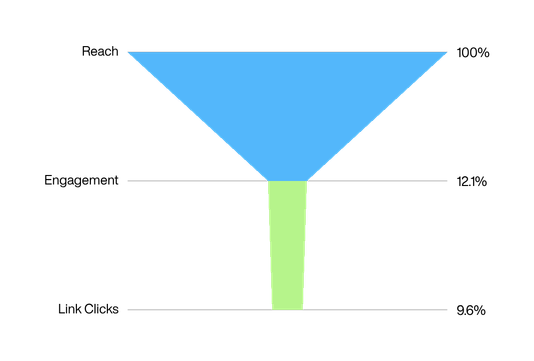 Reach 100%
Engagement 12.1%
Link Clicks 9.6%